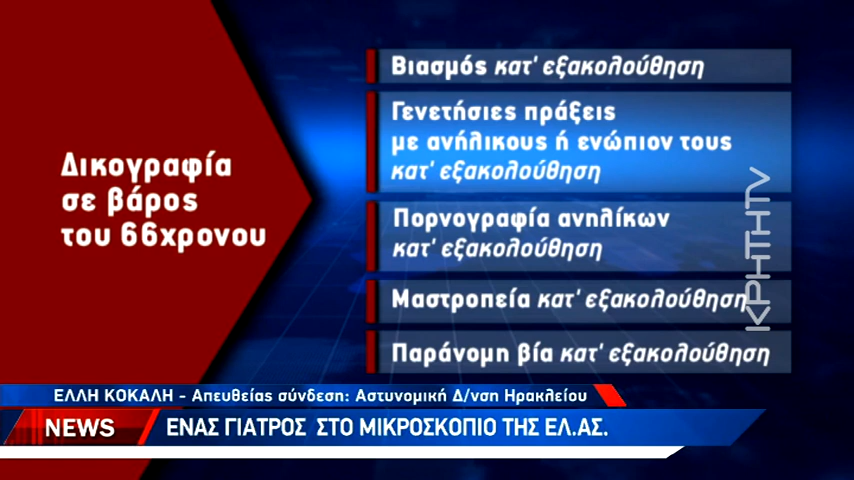 Δικογραφία
σε βάρος
του 66χρονου
Βιασμός κατ' εξακολούθηση
Γενετήσιες πράξεις
με ανήλικους ή ενώπιον τους
κατ' εξακολούθηση
Πορνογραφία ανηλίκων
κατ' εξακολούθηση
Μαστροπεία κατ' εξακολούθηση
Παράνομη βία κατ' εξακολούθηση
ΚΡΗΤΗTV
ΕΛΛΗ ΚΟΚΑΛΗ - Απευθείας σύνδεση: Αστυνομική Δ/νση Ηρακλείου
NEWS
ΕΝΑΣ ΓΙΑΤΡΟΣ ΣΤΟ ΜΙΚΡΟΣΚΟΠΙΟ ΤΗΣ ΕΛ.ΑΣ.